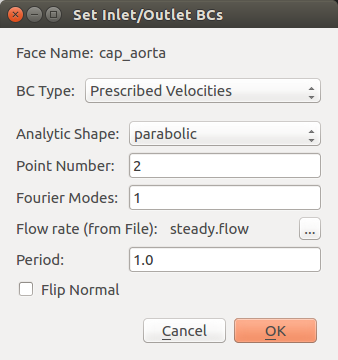 Set Inlet/Outlet BCs
Face Name: cap_aorta
BC Type: Prescribed Velocities
Analytic Shape: parabolic
Point Number: 2
Fourier Modes: 1
Flow rate (from File): steady.flow ...
Period: 1.0
Flip Normal
Cancel OK